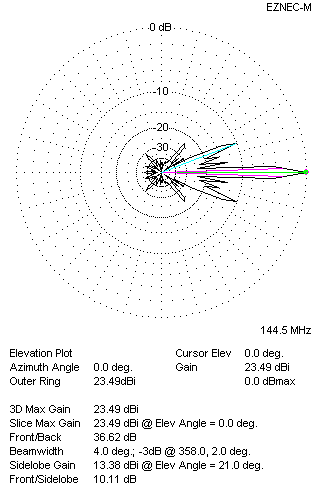 EZNEC-M
0 dB
-10
-20
-30
144.5 MHz
Elevation Plot Cursor Elev 0.0 deg.
Azimuth Angle 0.0 deg. Gain 23.49 dBi
Outer Ring 23.49dBi 0.0 dBmax
3D Max Gain 23.49 dBi
Slice Max Gain 23.49 dBi @ Elev Angle = 0.0 deg.
Front/Back 36.62 dB
Beamwidth 4.0 deg.; -3dB @ 358.0, 2.0 deg.
Sidelobe Gain 13.38 dBi @ Elev Angle = 21.0 deg.
Front/Sidelobe 10.11 dB